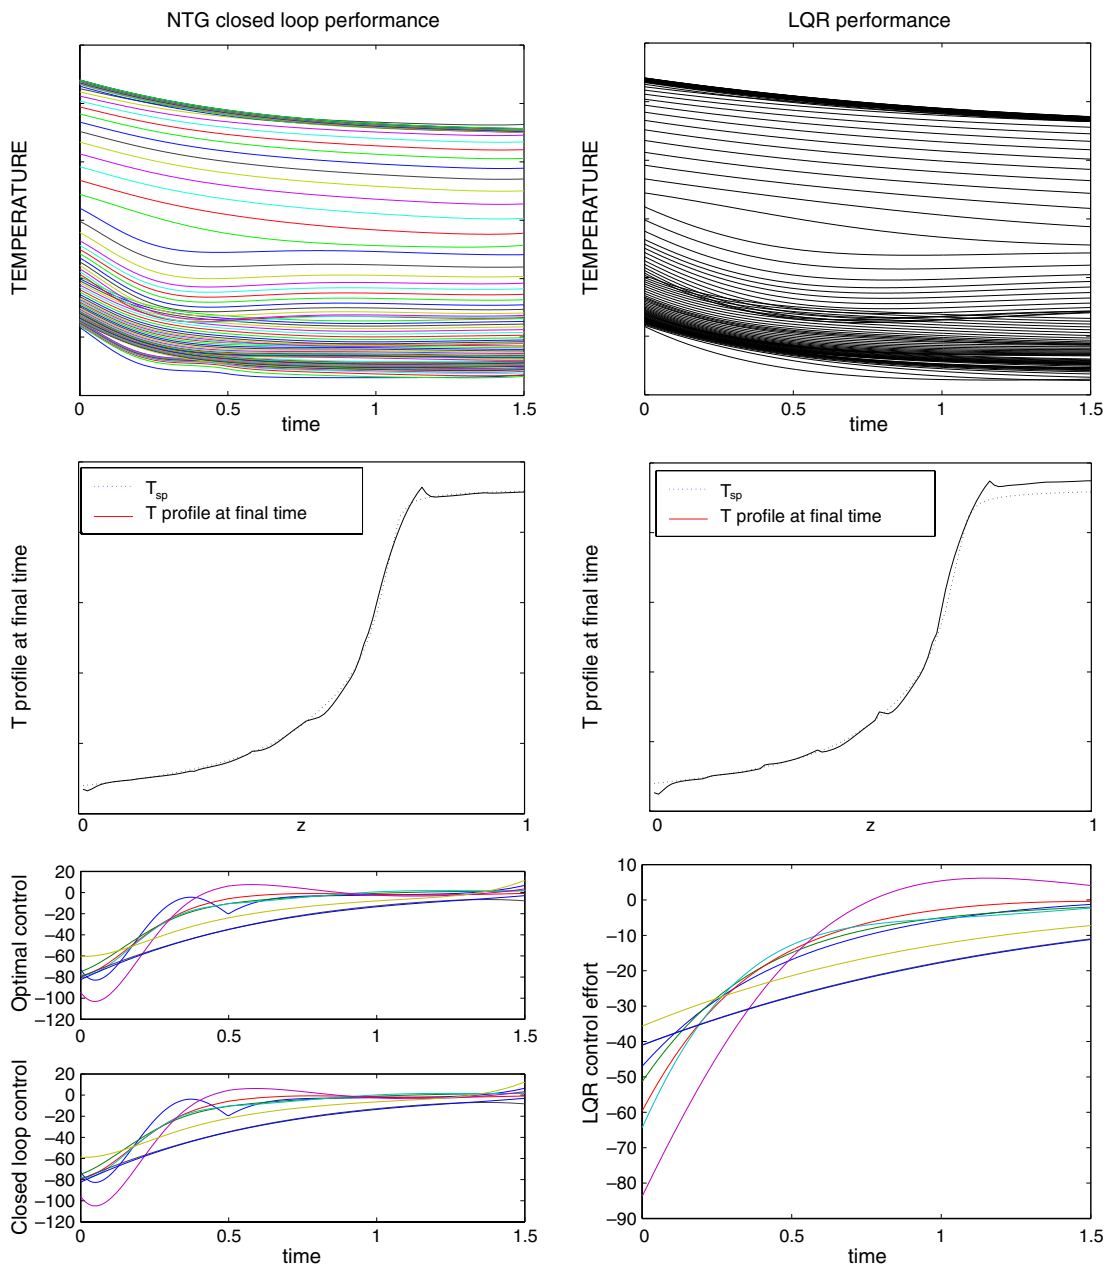 NTG closed loop performance
LQR performance
TEMPERATURE
0
0.5
1
1.5
time
TEMPERATURE
0
0.5
1
1.5
time
T profile at final time
Tsp
T profile at final time
0
z
1
T profile at final time
Tsp
T profile at final time
0
z
1
Optimal control
20
0
−20
−40
−60
−80
−100
−120
0
0.5
1
1.5
Closed loop control
20
0
−20
−40
−60
−80
−100
−120
0
0.5
1
1.5
time
LQR control effort
10
0
−10
−20
−30
−40
−50
−60
−70
−80
−90
0
0.5
1
1.5
time